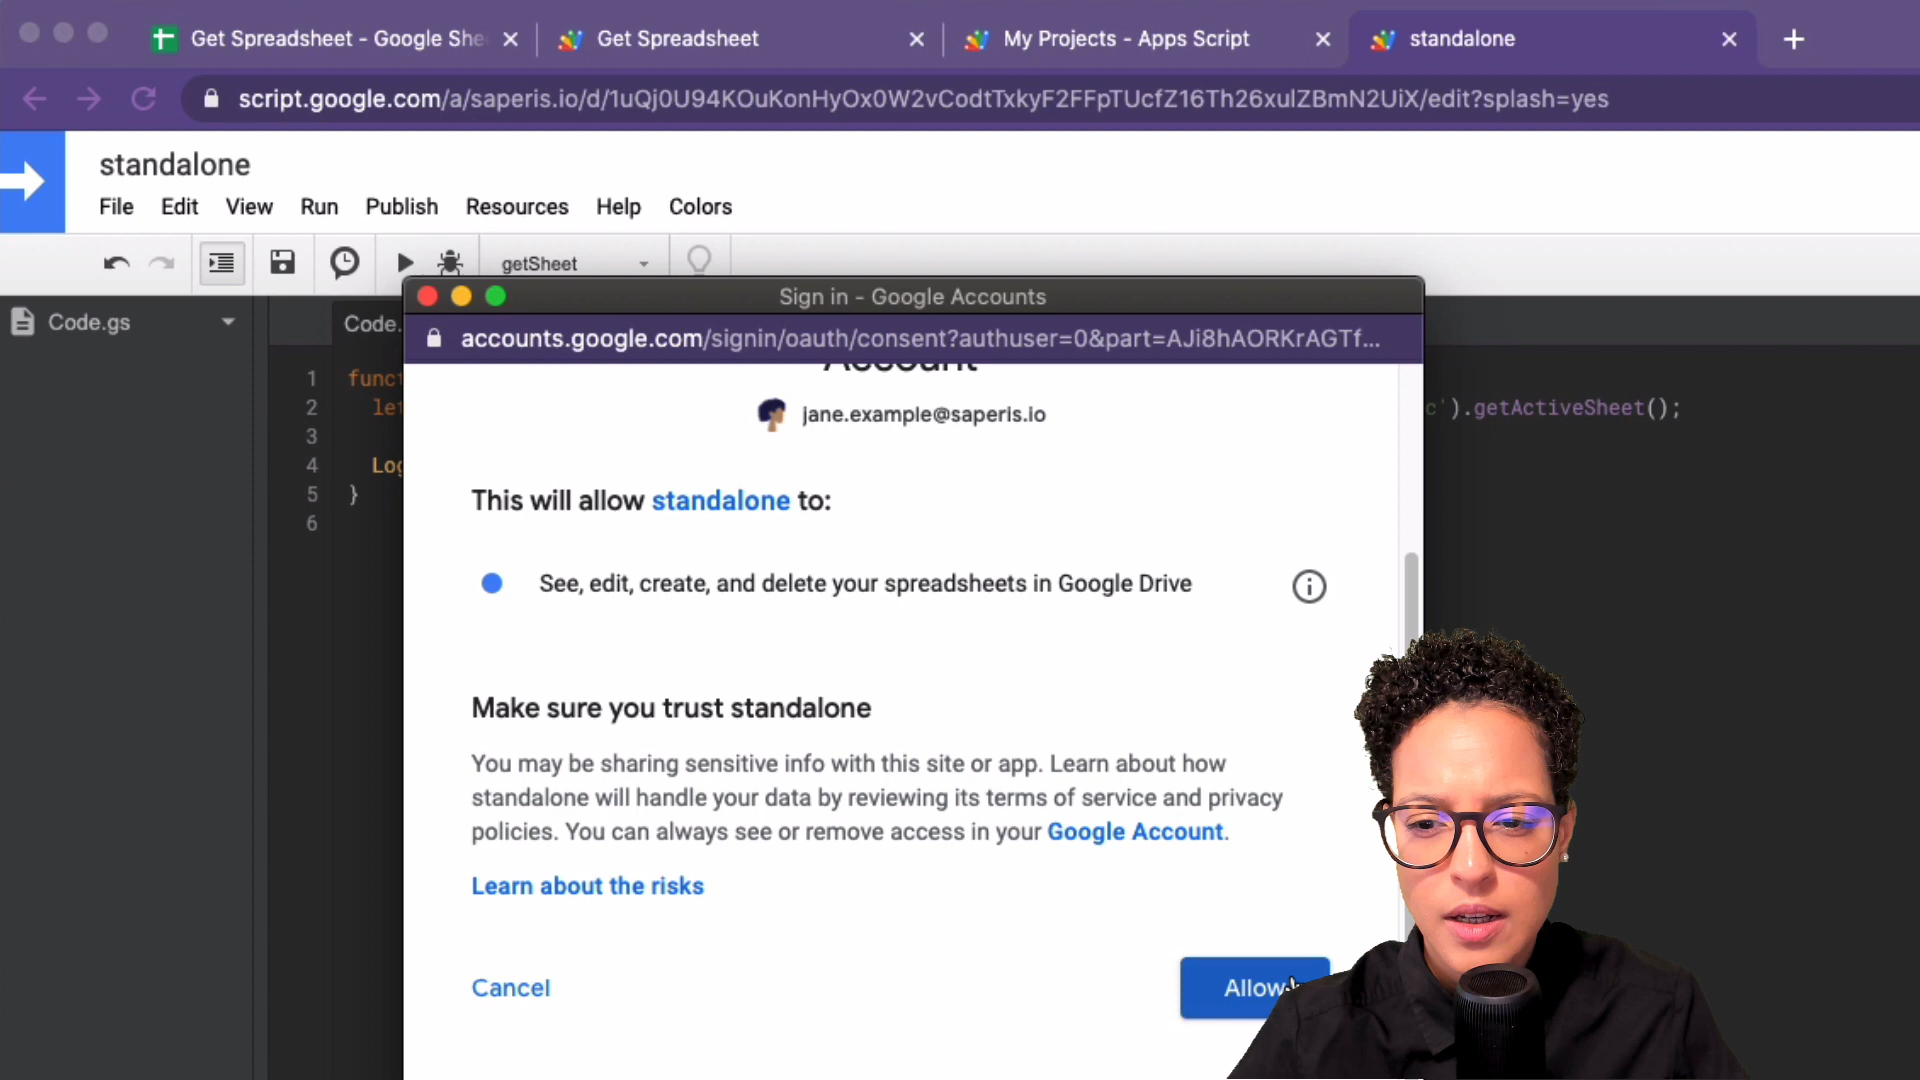 Get Spreadsheet - Google She
Get Spreadsheet
My Projects - Apps Script
standalone
script.google.com/a/saperis.io/d/1uQj0U94KOuKonHyOx0W2vCodtTxkyF2FFpTUcfZ16Th26xulZBmN2UiX/edit?splash=yes
standalone
File Edit View Run Publish Resources Help Colors
getSheet
Code.gs
Code.
Sign in - Google Accounts
accounts.google.com/signin/oauth/consent?authuser=0&part=AJi8hAORKrAGTf...
Account
jane.example@saperis.io
1 funct
2 let
c').getActiveSheet();
3
4 Log
5 }
6
This will allow standalone to:
See, edit, create, and delete your spreadsheets in Google Drive
Make sure you trust standalone
You may be sharing sensitive info with this site or app. Learn about how
standalone will handle your data by reviewing its terms of service and privacy
policies. You can always see or remove access in your Google Account.
Learn about the risks
Cancel
Allow